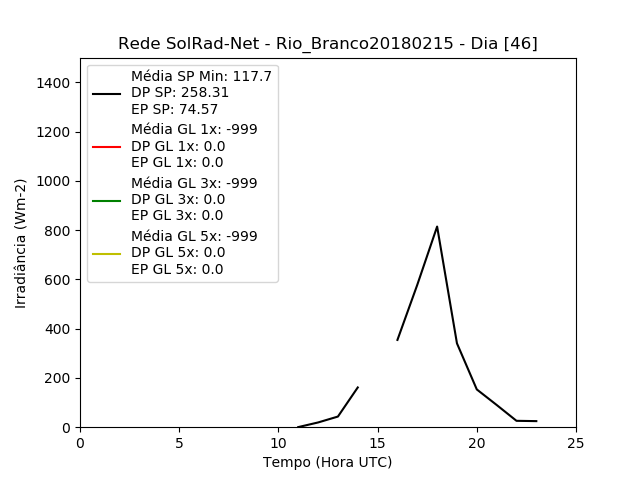 Rede SolRad-Net - Rio_Branco20180215 - Dia [46]
Média SP Min: 117.7
DP SP: 258.31
EP SP: 74.57
Média GL 1x: -999
DP GL 1x: 0.0
EP GL 1x: 0.0
Média GL 3x: -999
DP GL 3x: 0.0
EP GL 3x: 0.0
Média GL 5x: -999
DP GL 5x: 0.0
EP GL 5x: 0.0
Irradiância (Wm-2)
1400
1200
1000
800
600
400
200
0
0 5 10 15 20 25
Tempo (Hora UTC)